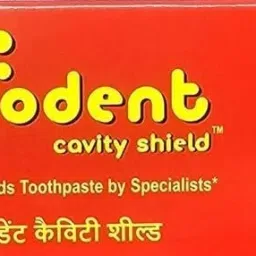 odent
cavity shield™
ds Toothpaste by Specialists*
डेंट कैविटी शील्ड